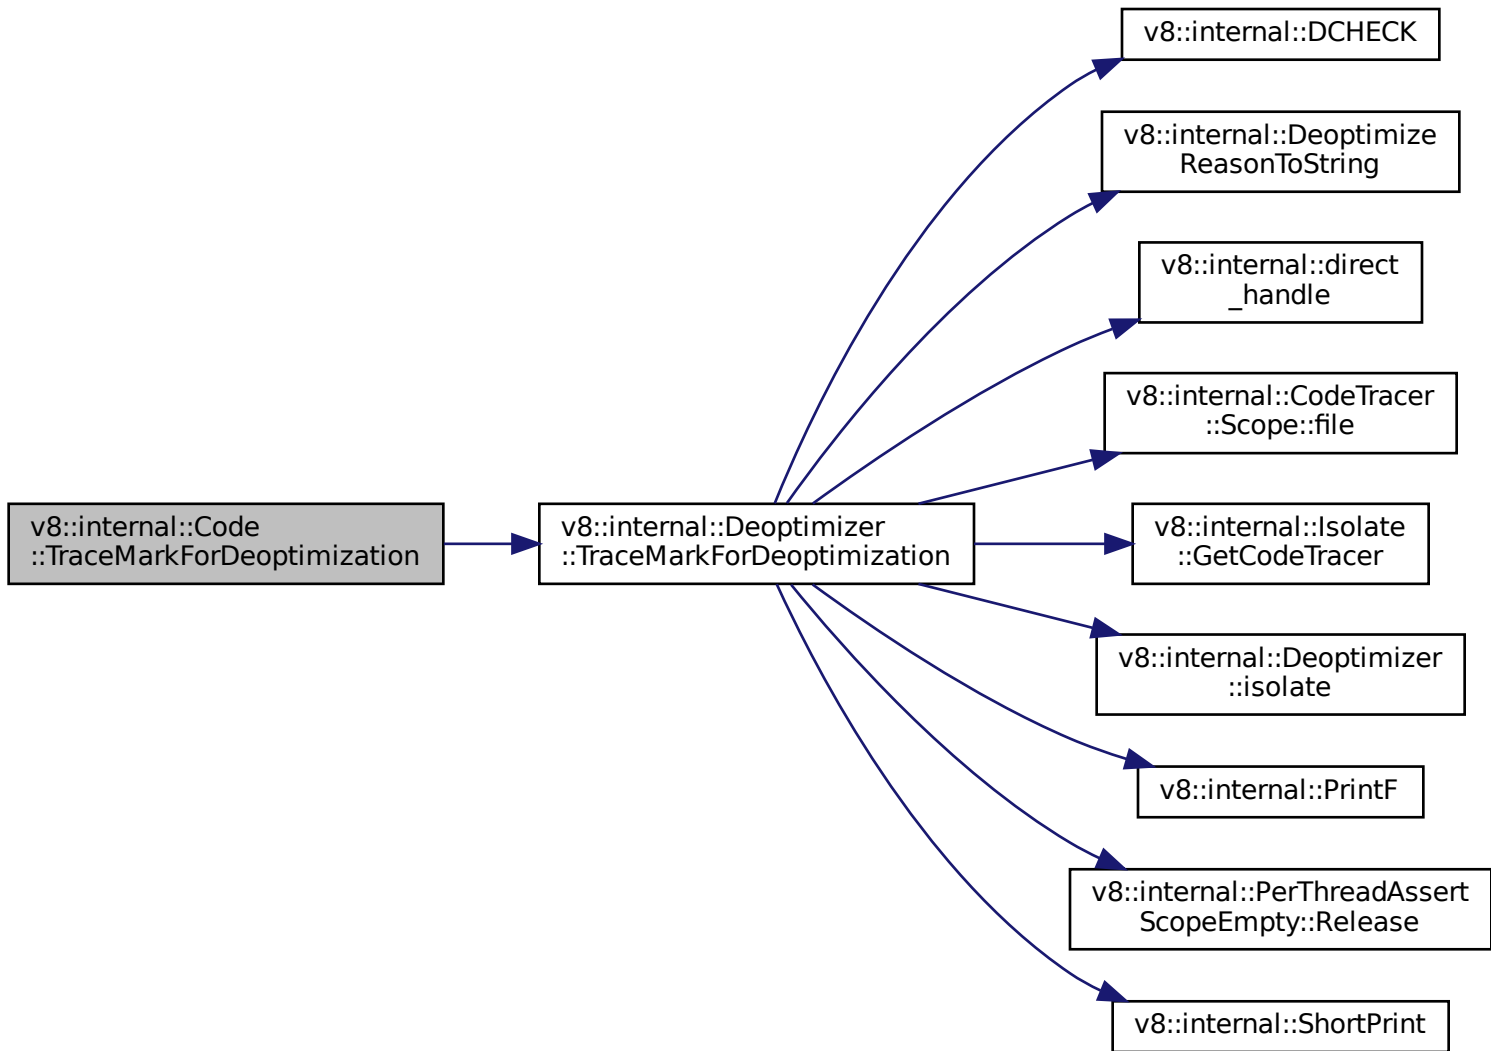 v8::internal::DCHECK
v8::internal::Deoptimize
ReasonToString
v8::internal::direct
_handle
v8::internal::CodeTracer
::Scope::file
v8::internal::Code
::TraceMarkForDeoptimization
v8::internal::Deoptimizer
::TraceMarkForDeoptimization
v8::internal::Isolate
::GetCodeTracer
v8::internal::Deoptimizer
::isolate
v8::internal::PrintF
v8::internal::PerThreadAssert
ScopeEmpty::Release
v8::internal::ShortPrint